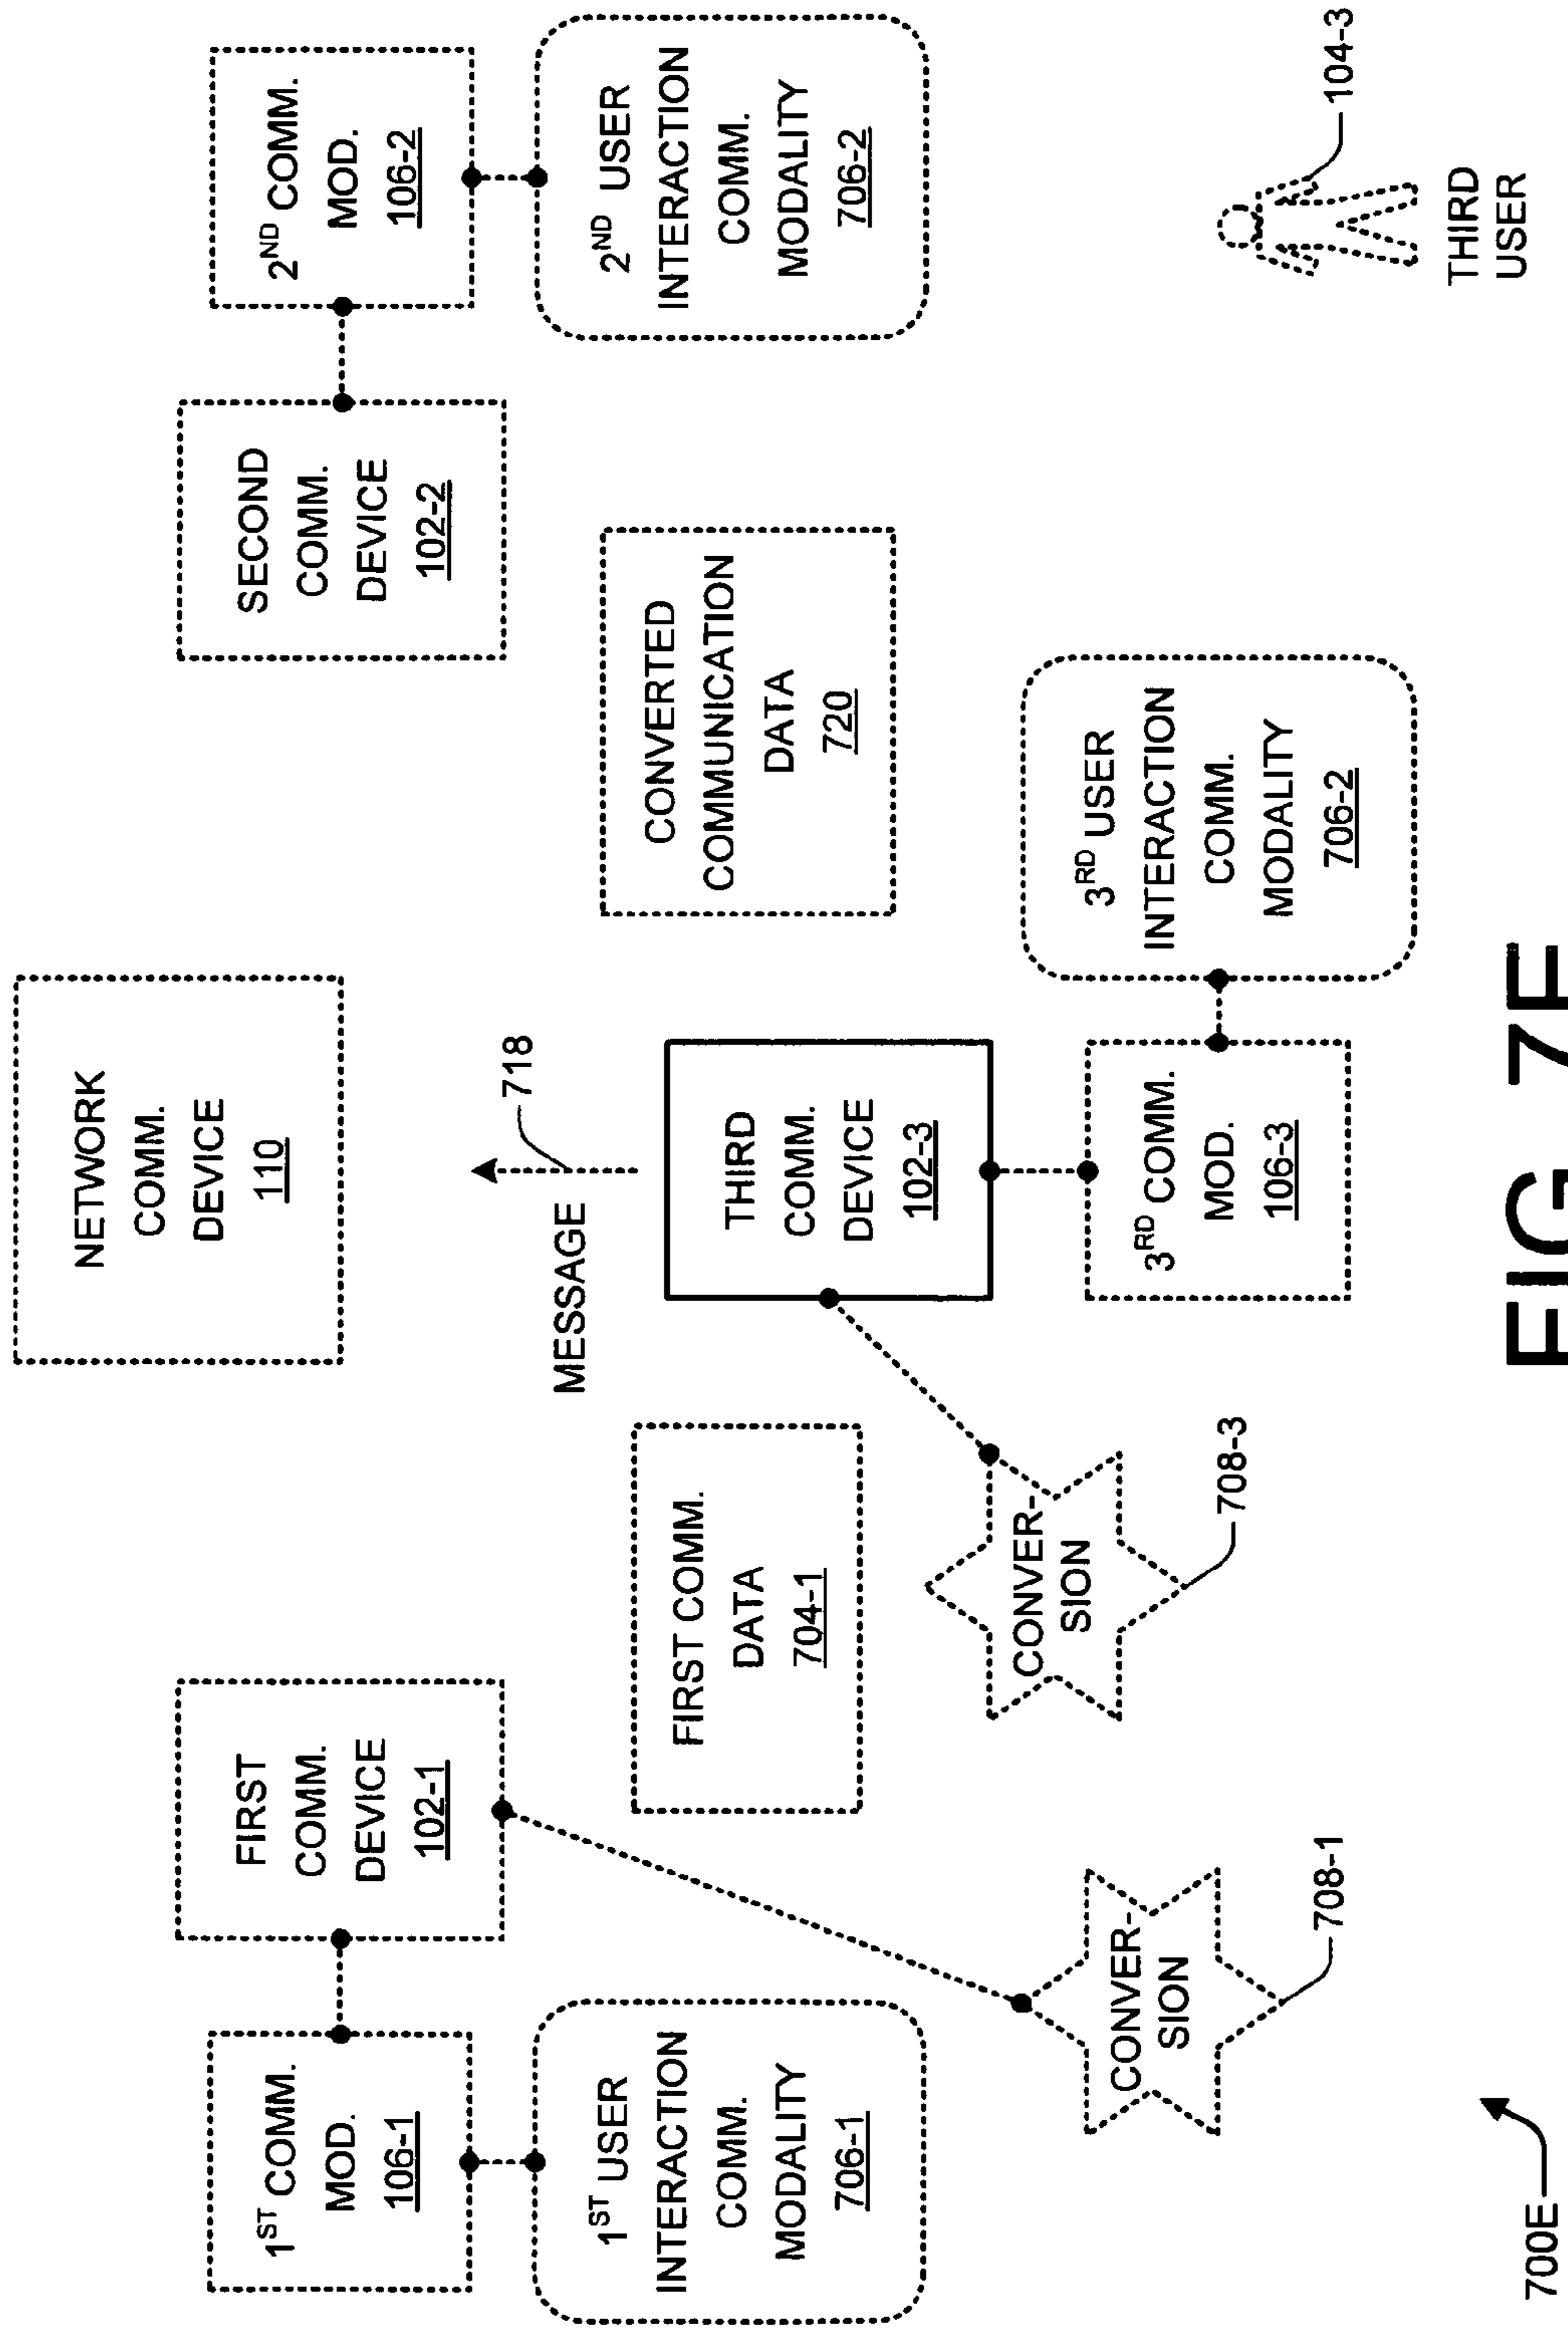 NETWORK
COMM.
DEVICE
110
1ST COMM.
MOD.
106-1
FIRST
COMM.
DEVICE
102-1
SECOND
COMM.
DEVICE
102-2
2ND COMM.
MOD.
106-2
1ST USER
INTERACTION
COMM.
MODALITY
706-1
MESSAGE
718
2ND USER
INTERACTION
COMM.
MODALITY
706-2
FIRST COMM.
DATA
704-1
THIRD
COMM.
DEVICE
102-3
CONVERTED
COMMUNICATION
DATA
720
CONVER-
SION
708-1
CONVER-
SION
708-3
3RD COMM.
MOD.
106-3
3RD USER
INTERACTION
COMM.
MODALITY
706-2
104-3
THIRD
USER
700E
FIG 7E